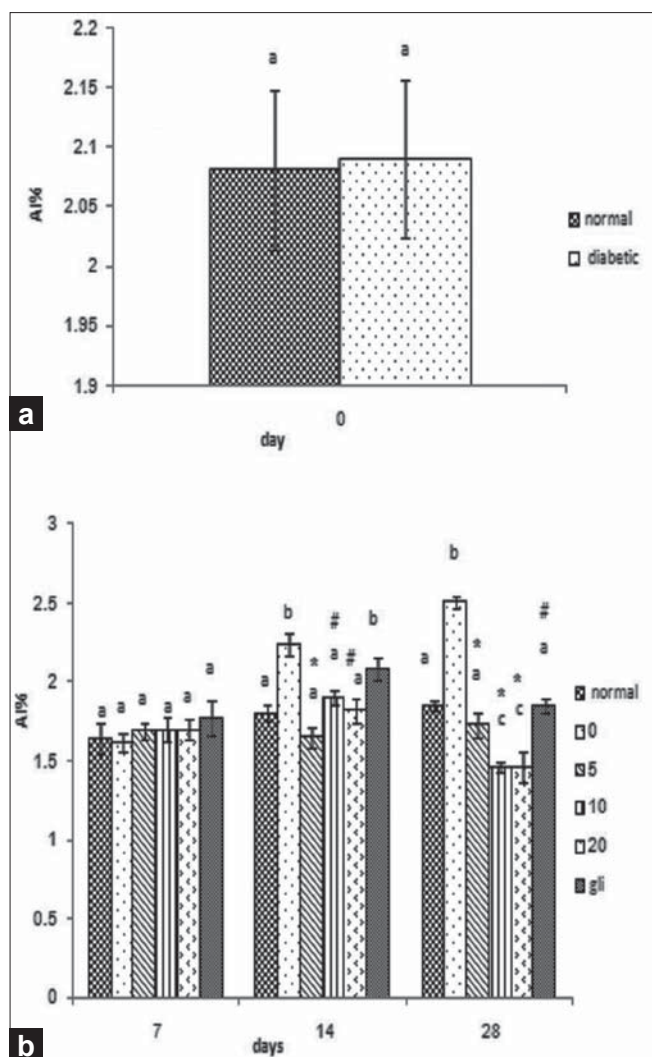 2.2
2.15
2.1
2.05
2
1.95
1.9
AI%
a a
normal
diabetic
0
day
a
3
2.5
2
1.5
1
0.5
0
AI%
a a a a a a
a b * a # a # a b
a b * a * c * c # a
normal
0
5
10
20
gli
7 14 28
days
b